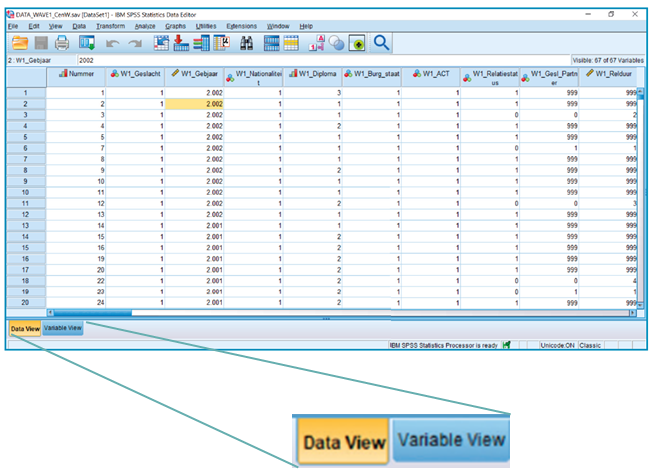 DATA_WAVE1_CenW.sav [DataSet1] - IBM SPSS Statistics Data Editor
File Edit View Data Transform Analyze Graphs Utilities Extensions Window Help
2 : W1_Gebjaar 2002 Visible: 67 of 67 Variables
Nummer W1_Geslacht W1_Gebjaar W1_Nationaliteit W1_Diploma W1_Burg_staat W1_ACT W1_Relatiestatus W1_Gesl_Partner W1_Relduur
1 1 1 2.002 1 3 1 1 1 999 999
2 2 1 2.002 1 1 1 1 1 999 999
3 3 1 2.002 1 1 1 1 0 0 2
4 4 1 2.002 1 2 1 1 1 999 999
5 5 1 2.002 1 1 1 1 1 999 999
6 7 1 2.002 1 1 1 1 0 1 1
7 8 1 2.002 1 1 1 1 1 999 999
8 9 1 2.002 1 2 1 1 1 999 999
9 10 1 2.002 1 1 1 1 1 999 999
10 11 1 2.002 1 1 1 1 1 999 999
11 12 1 2.002 1 2 1 1 0 0 3
12 13 1 2.002 1 1 1 1 1 999 999
13 14 1 2.001 1 1 1 1 1 999 999
14 15 1 2.001 1 2 1 1 1 999 999
15 16 1 2.001 1 2 1 1 1 999 999
16 19 1 2.001 1 2 1 1 1 999 999
17 20 1 2.001 1 2 1 1 1 999 999
18 22 1 2.001 1 2 1 1 0 0 4
19 23 1 2.001 1 2 1 1 0 1 1
20 24 1 2.001 1 2 1 1 1 999 999
Data View Variable View
IBM SPSS Statistics Processor is ready Unicode:ON Classic
Data View Variable View